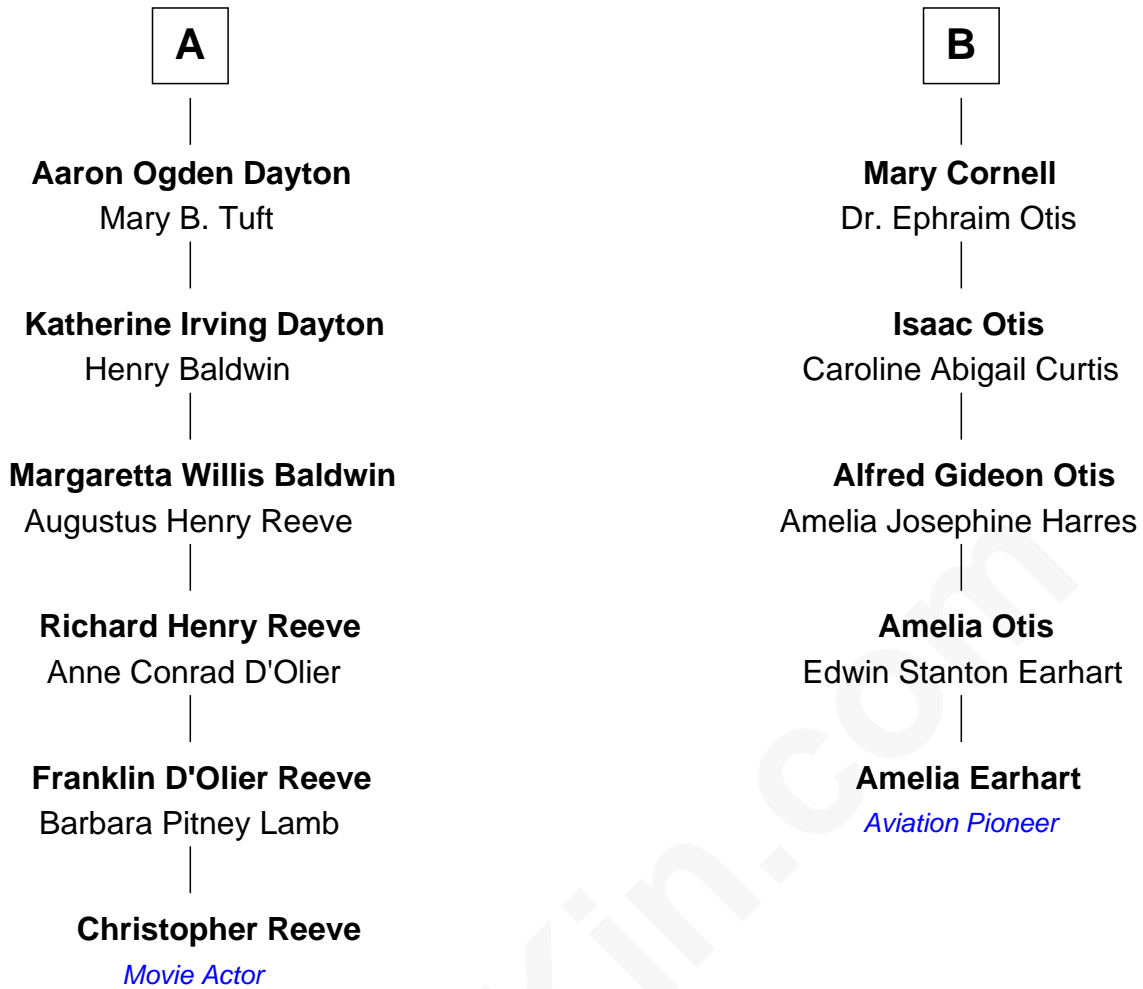 A
Aaron Ogden Dayton
Mary B. Tuft
Katherine Irving Dayton
Henry Baldwin
Margaretta Willis Baldwin
Augustus Henry Reeve
Richard Henry Reeve
Anne Conrad D'Olier
Franklin D'Olier Reeve
Barbara Pitney Lamb
Christopher Reeve
Movie Actor
B
Mary Cornell
Dr. Ephraim Otis
Isaac Otis
Caroline Abigail Curtis
Alfred Gideon Otis
Amelia Josephine Harres
Amelia Otis
Edwin Stanton Earhart
Amelia Earhart
Aviation Pioneer